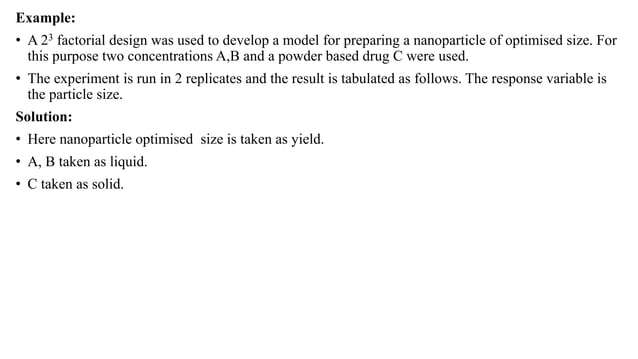 Example:
• A 2³ factorial design was used to develop a model for preparing a nanoparticle of optimised size. For
this purpose two concentrations A,B and a powder based drug C were used.
• The experiment is run in 2 replicates and the result is tabulated as follows. The response variable is
the particle size.
Solution:
• Here nanoparticle optimised  size is taken as yield.
• A, B taken as liquid.
• C taken as solid.